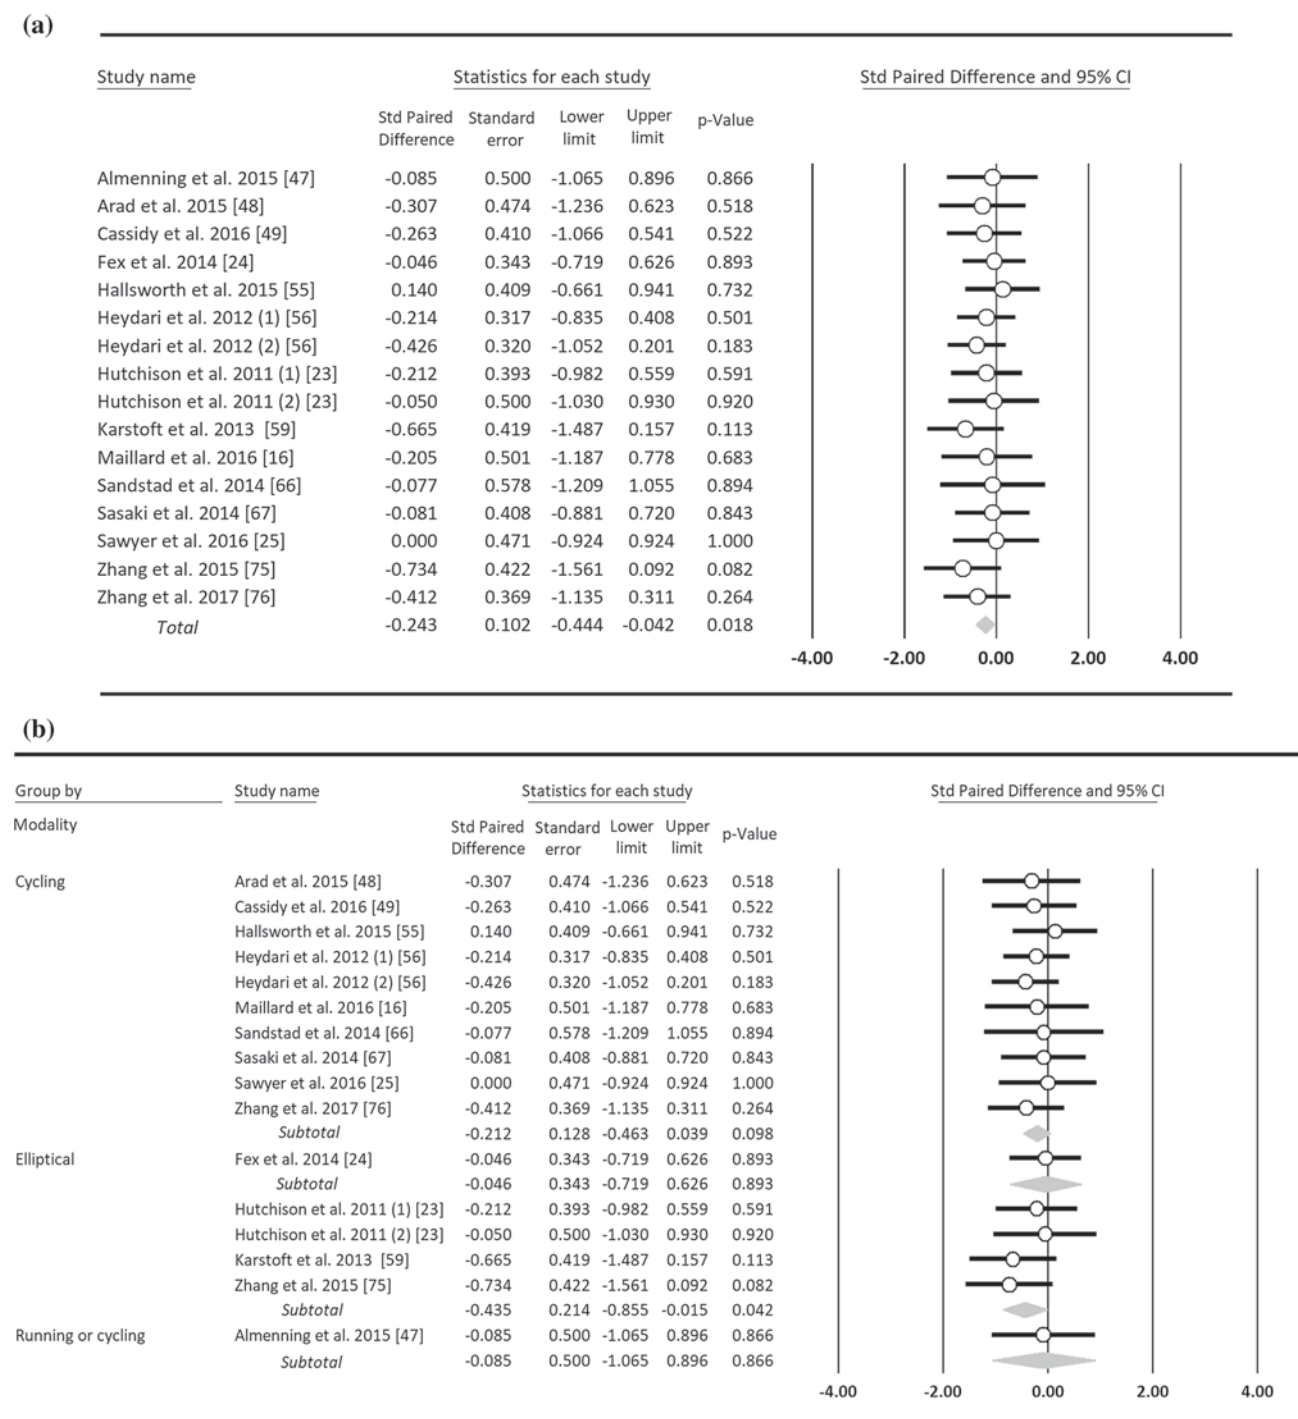 (a)
Study name Statistics for each study Std Paired Difference and 95% CI
Std Paired Difference Standard error Lower limit Upper limit p-Value
Almenning et al. 2015 [47] -0.085 0.500 -1.065 0.896 0.866
Arad et al. 2015 [48] -0.307 0.474 -1.236 0.623 0.518
Cassidy et al. 2016 [49] -0.263 0.410 -1.066 0.541 0.522
Fex et al. 2014 [24] -0.046 0.343 -0.719 0.626 0.893
Hallsworth et al. 2015 [55] 0.140 0.409 -0.661 0.941 0.732
Heydari et al. 2012 (1) [56] -0.214 0.317 -0.835 0.408 0.501
Heydari et al. 2012 (2) [56] -0.426 0.320 -1.052 0.201 0.183
Hutchison et al. 2011 (1) [23] -0.212 0.393 -0.982 0.559 0.591
Hutchison et al. 2011 (2) [23] -0.050 0.500 -1.030 0.930 0.920
Karstoft et al. 2013 [59] -0.665 0.419 -1.487 0.157 0.113
Maillard et al. 2016 [16] -0.205 0.501 -1.187 0.778 0.683
Sandstad et al. 2014 [66] -0.077 0.578 -1.209 1.055 0.894
Sasaki et al. 2014 [67] -0.081 0.408 -0.881 0.720 0.843
Sawyer et al. 2016 [25] 0.000 0.471 -0.924 0.924 1.000
Zhang et al. 2015 [75] -0.734 0.422 -1.561 0.092 0.082
Zhang et al. 2017 [76] -0.412 0.369 -1.135 0.311 0.264
Total -0.243 0.102 -0.444 -0.042 0.018
-4.00 -2.00 0.00 2.00 4.00
(b)
Group by Study name Statistics for each study Std Paired Difference and 95% CI
Modality
Std Paired Difference Standard error Lower limit Upper limit p-Value
Cycling Arad et al. 2015 [48] -0.307 0.474 -1.236 0.623 0.518
Cassidy et al. 2016 [49] -0.263 0.410 -1.066 0.541 0.522
Hallsworth et al. 2015 [55] 0.140 0.409 -0.661 0.941 0.732
Heydari et al. 2012 (1) [56] -0.214 0.317 -0.835 0.408 0.501
Heydari et al. 2012 (2) [56] -0.426 0.320 -1.052 0.201 0.183
Maillard et al. 2016 [16] -0.205 0.501 -1.187 0.778 0.683
Sandstad et al. 2014 [66] -0.077 0.578 -1.209 1.055 0.894
Sasaki et al. 2014 [67] -0.081 0.408 -0.881 0.720 0.843
Sawyer et al. 2016 [25] 0.000 0.471 -0.924 0.924 1.000
Zhang et al. 2017 [76] -0.412 0.369 -1.135 0.311 0.264
Subtotal -0.212 0.128 -0.463 0.039 0.098
Elliptical Fex et al. 2014 [24] -0.046 0.343 -0.719 0.626 0.893
Subtotal -0.046 0.343 -0.719 0.626 0.893
Hutchison et al. 2011 (1) [23] -0.212 0.393 -0.982 0.559 0.591
Hutchison et al. 2011 (2) [23] -0.050 0.500 -1.030 0.930 0.920
Karstoft et al. 2013 [59] -0.665 0.419 -1.487 0.157 0.113
Zhang et al. 2015 [75] -0.734 0.422 -1.561 0.092 0.082
Subtotal -0.435 0.214 -0.855 -0.015 0.042
Running or cycling Almenning et al. 2015 [47] -0.085 0.500 -1.065 0.896 0.866
Subtotal -0.085 0.500 -1.065 0.896 0.866
-4.00 -2.00 0.00 2.00 4.00